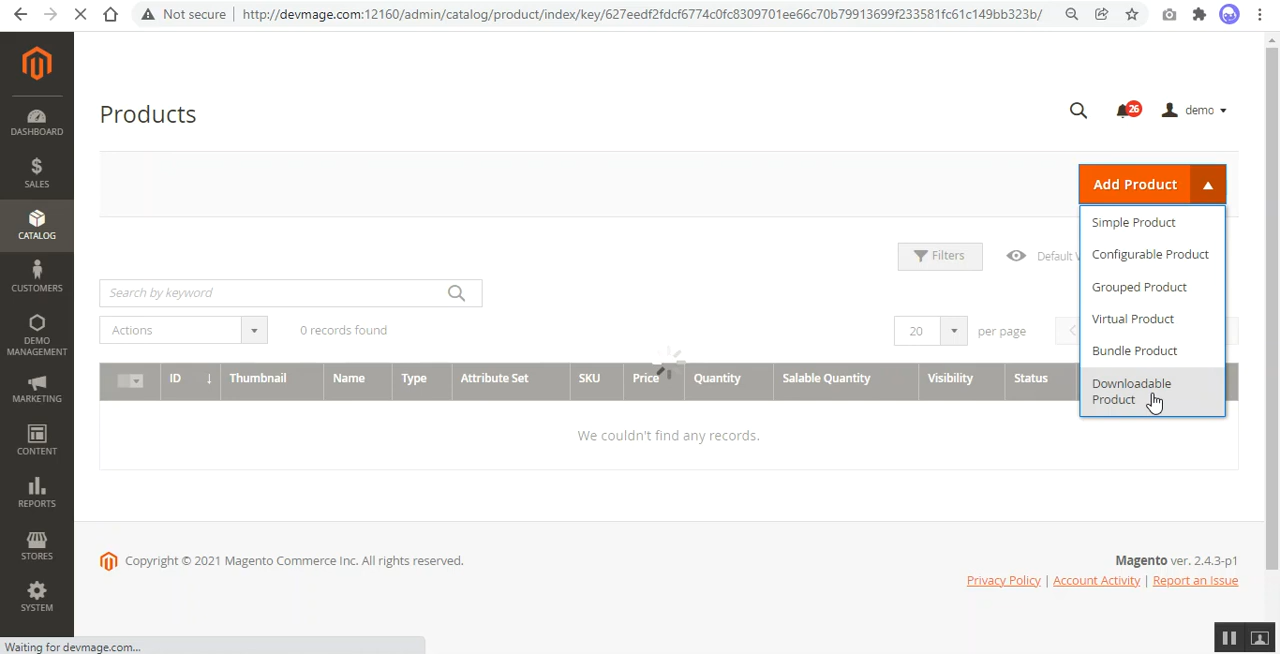 Not secure
http://devmage.com:12160/admin/catalog/product/index/key/627eedf2fdcf6774c0fc8309701ee66c70b79913699f233581fc61c149bb323b/
DASHBOARD
SALES
CATALOG
CUSTOMERS
DEMO
MANAGEMENT
MARKETING
CONTENT
REPORTS
STORES
SYSTEM
Products
26
demo
Add Product
Simple Product
Configurable Product
Grouped Product
Virtual Product
Bundle Product
Downloadable
Product
Filters
Default
Search by keyword
Actions
0 records found
20
per page
ID
Thumbnail
Name
Type
Attribute Set
SKU
Price
Quantity
Salable Quantity
Visibility
Status
We couldn't find any records.
Copyright © 2021 Magento Commerce Inc. All rights reserved.
Magento ver. 2.4.3-p1
Privacy Policy | Account Activity | Report an Issue
Waiting for devmage.com...